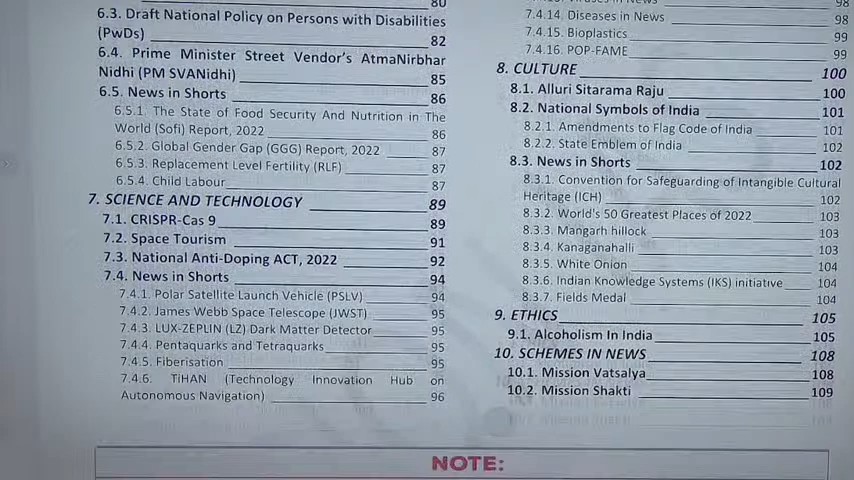 80
6.3. Draft National Policy on Persons with Disabilities
(PwDs) 82
6.4. Prime Minister Street Vendor's AtmaNirbhar
Nidhi (PM SVANidhi) 85
6.5. News in Shorts 86
6.5.1. The State of Food Security And Nutrition in The
World (Sofi) Report, 2022 86
6.5.2. Global Gender Gap (GGG) Report, 2022 87
6.5.3. Replacement Level Fertility (RLF) 87
6.5.4. Child Labour 87
7. SCIENCE AND TECHNOLOGY 89
7.1. CRISPR-Cas 9 89
7.2. Space Tourism 91
7.3. National Anti-Doping ACT, 2022 92
7.4. News in Shorts 94
7.4.1. Polar Satellite Launch Vehicle (PSLV) 94
7.4.2. James Webb Space Telescope (JWST) 95
7.4.3. LUX-ZEPLIN (LZ) Dark Matter Detector 95
7.4.4. Pentaquarks and Tetraquarks 95
7.4.5. Fiberisation 95
7.4.6. TiHAN (Technology Innovation Hub on
Autonomous Navigation) 96
in News 98
7.4.14. Diseases in News 98
7.4.15. Bioplastics 99
7.4.16. POP-FAME 99
8. CULTURE 100
8.1. Alluri Sitarama Raju 100
8.2. National Symbols of India 101
8.2.1. Amendments to Flag Code of India 101
8.2.2. State Emblem of India 102
8.3. News in Shorts 102
8.3.1. Convention for Safeguarding of Intangible Cultural
Heritage (ICH) 102
8.3.2. World's 50 Greatest Places of 2022 103
8.3.3. Mangarh hillock 103
8.3.4. Kanaganahalli 103
8.3.5. White Onion 104
8.3.6. Indian Knowledge Systems (IKS) initiative 104
8.3.7. Fields Medal 104
9. ETHICS 105
9.1. Alcoholism In India 105
10. SCHEMES IN NEWS 108
10.1. Mission Vatsalya 108
10.2. Mission Shakti 109
NOTE: